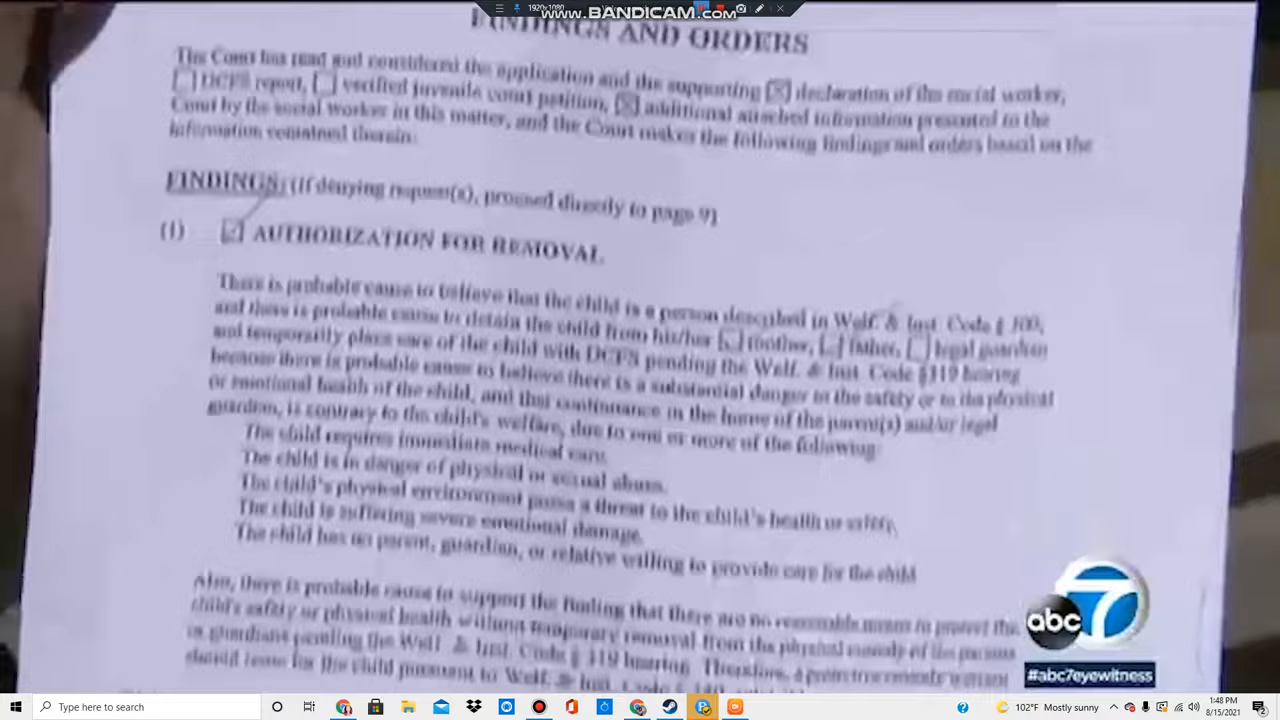 1920x1080
www.BANDICAM.com
FINDINGS AND ORDERS
The Court has read and considered the application and the supporting ☒ declaration of the social worker,
☐ DCFS report, ☐ verified juvenile court petition, ☒ additional attached information presented to the
Court by the social worker in this matter, and the Court makes the following findings and orders based on the
information contained therein:
FINDINGS: (If denying request(s), proceed directly to page 9)
(1) ☑ AUTHORIZATION FOR REMOVAL
There is probable cause to believe that the child is a person described in Welf. & Inst. Code § 300,
and there is probable cause to detain the child from his/her ☑ mother, ☑ father, ☐ legal guardian
and temporarily place care of the child with DCFS pending the Welf. & Inst. Code §319 hearing
because there is probable cause to believe there is a substantial danger to the safety or to the physical
or emotional health of the child, and that continuance in the home of the parent(s) and/or legal
guardian, is contrary to the child's welfare, due to one or more of the following:
The child requires immediate medical care.
The child is in danger of physical or sexual abuse.
The child's physical environment poses a threat to the child's health or safety.
The child is suffering severe emotional damage.
The child has no parent, guardian, or relative willing to provide care for the child
Also, there is probable cause to support the finding that there are no reasonable means to protect the
child's safety or physical health without temporary removal from the physical custody of the parents
or guardians pending the Welf. & Inst. Code § 319 hearing. Therefore, a protective custody warrant
should issue for the child pursuant to Welf. & Inst. Code §
abc 7
#abc7eyewitness
Type here to search
102°F Mostly sunny
1:48 PM
8/15/2021